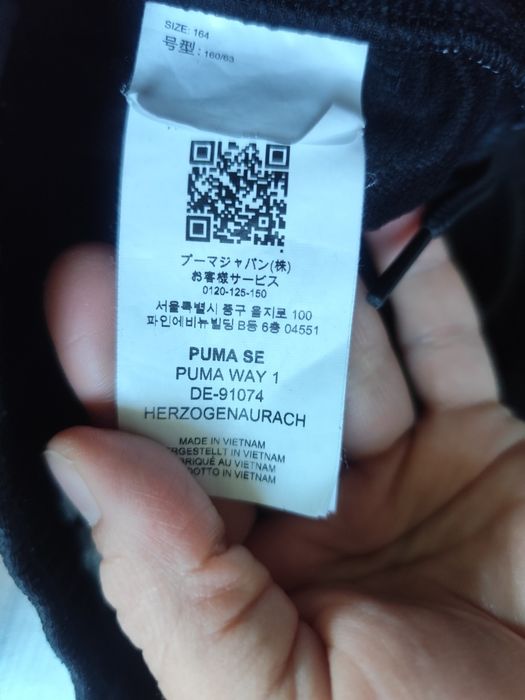 SIZE: 164
号型: 160/63
プーマジャパン(株)
お客様サービス
0120-125-150
서울특별시 중구 을지로 100
파인에비뉴빌딩 B동 6층 04551
PUMA SE
PUMA WAY 1
DE-91074
HERZOGENAURACH
MADE IN VIETNAM
ERGESTELLT IN VIETNAM
BRIQUÉ AU VIETNAM
DOTTO IN VIETNAM